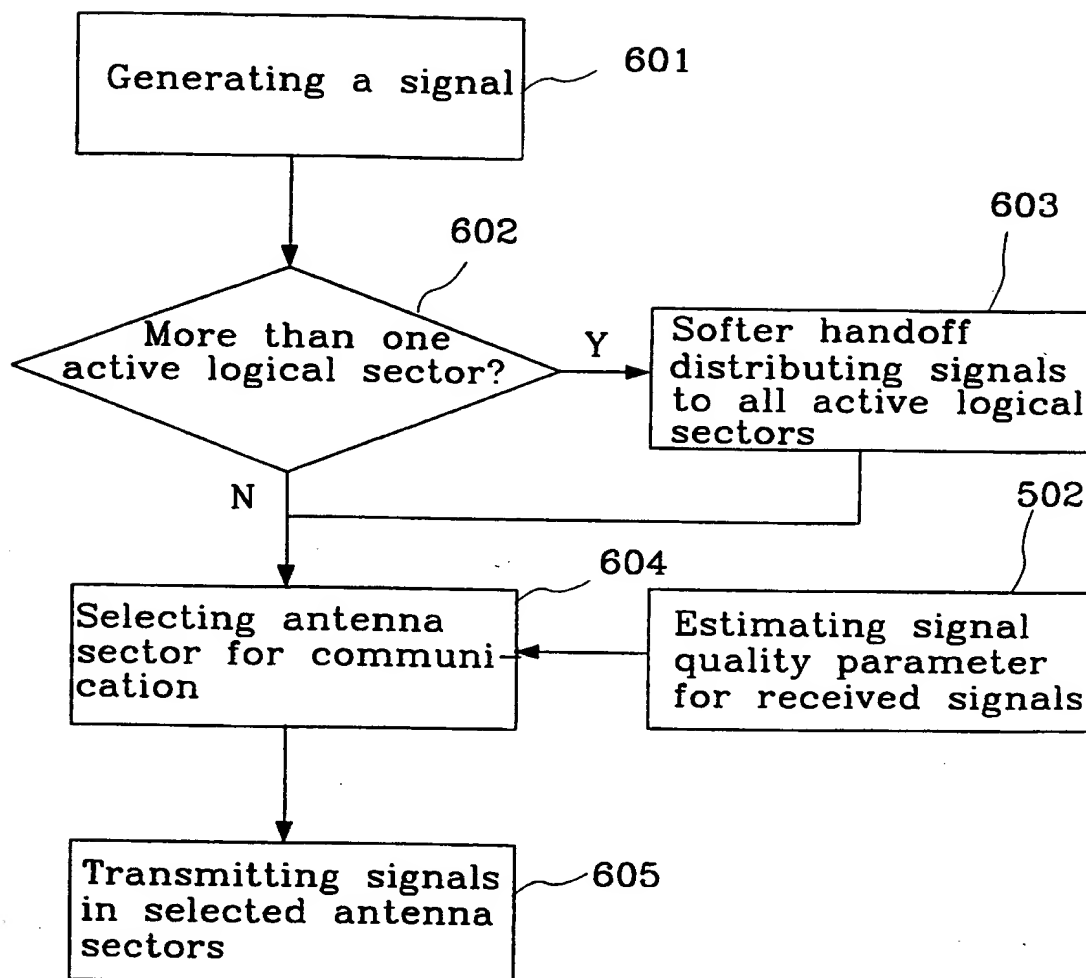 Generating a signal
601
602
603
More than one
active logical sector?
Y
Softer handoff
distributing signals
to all active logical
sectors
N
502
604
Selecting antenna
sector for communi-
cation
Estimating signal
quality parameter
for received signals
Transmitting signals
in selected antenna
sectors
605